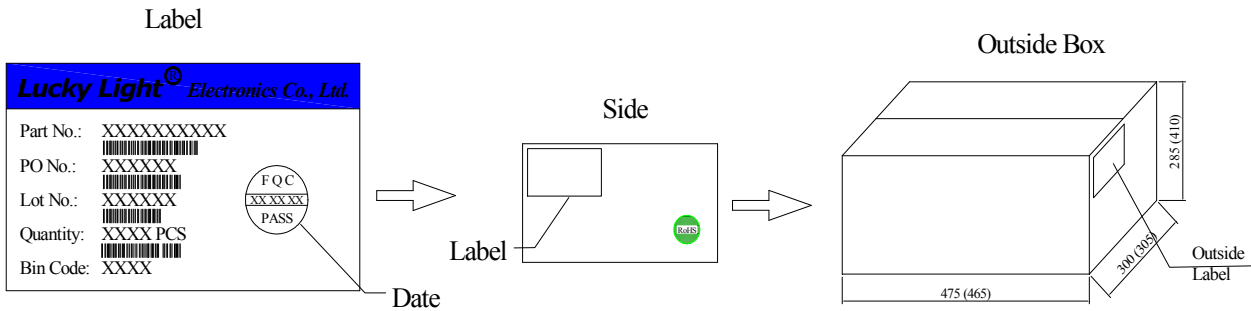 Label
Lucky Light® Electronics Co., Ltd.
Part No.: XXXXXXXXXX
PO No.: XXXXXX
Lot No.: XXXXXX
Quantity: XXXX PCS
Bin Code: XXXX
FQC
XX XX XX
PASS
Date
Side
Label
RoHS
Outside Box
285 (410)
300 (305)
475 (465)
Outside
Label